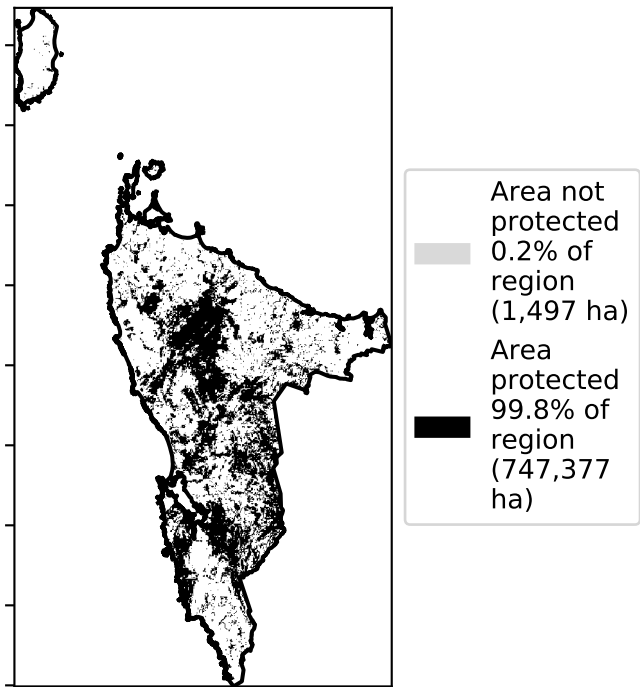 Area not
protected
0.2% of
region
(1,497 ha)
Area
protected
99.8% of
region
(747,377
ha)